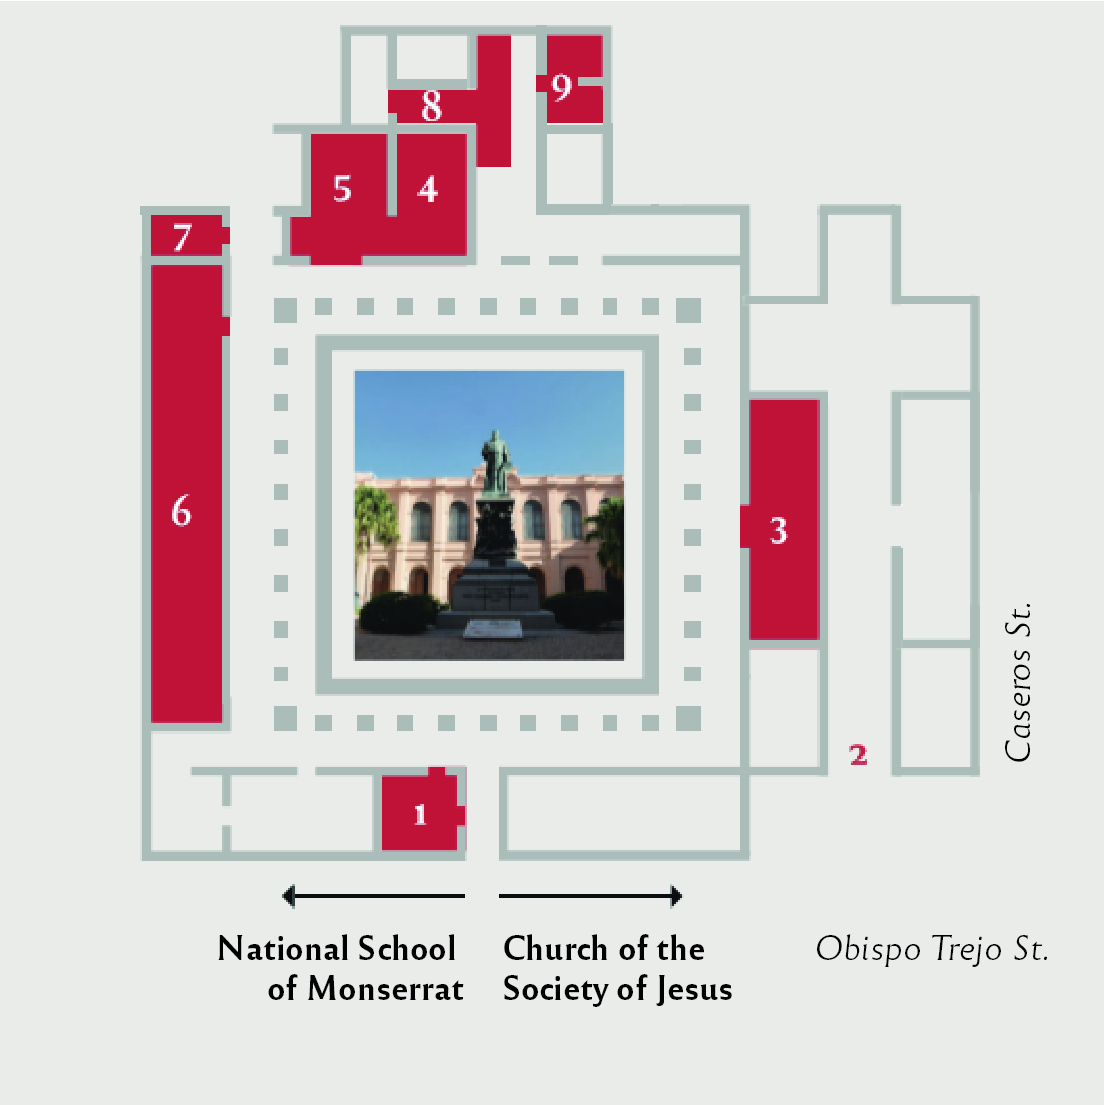 9
8
5
4
7
6
3
2
1
Caseros St.
National School
of Monserrat
Church of the
Society of Jesus
Obispo Trejo St.